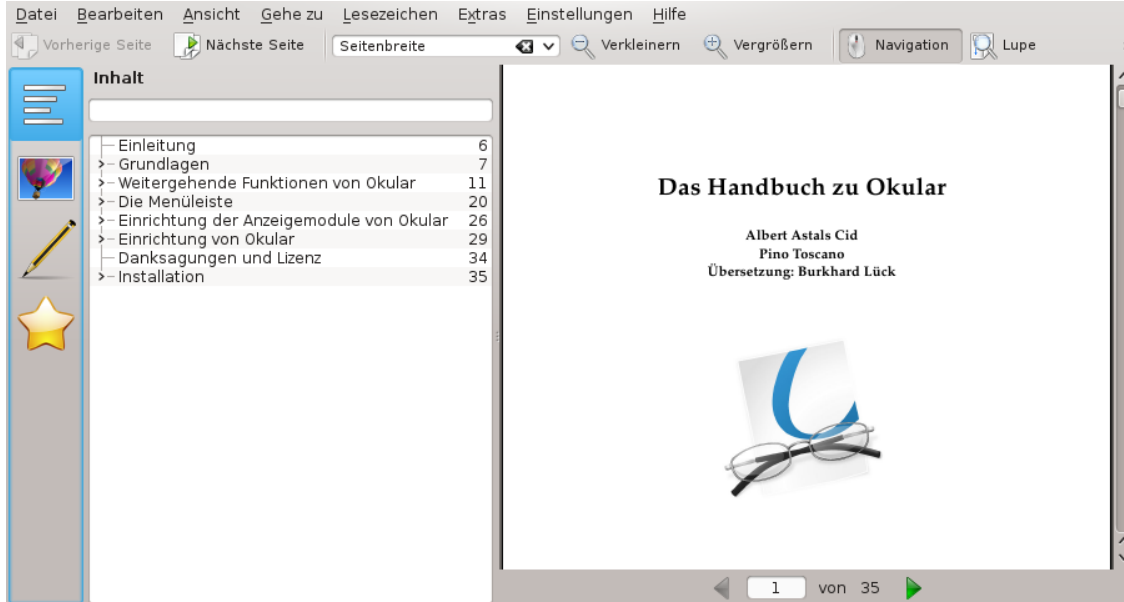 Datei Bearbeiten Ansicht Gehe zu Lesezeichen Extras Einstellungen Hilfe
Vorherige Seite Nächste Seite Seitenbreite Verkleinern Vergrößern Navigation Lupe
Inhalt
Einleitung 6
Grundlagen 7
Weitergehende Funktionen von Okular 11
Die Menüleiste 20
Einrichtung der Anzeigemodule von Okular 26
Einrichtung von Okular 29
Danksagungen und Lizenz 34
Installation 35
Das Handbuch zu Okular
Albert Astals Cid
Pino Toscano
Übersetzung: Burkhard Lück
1 von 35